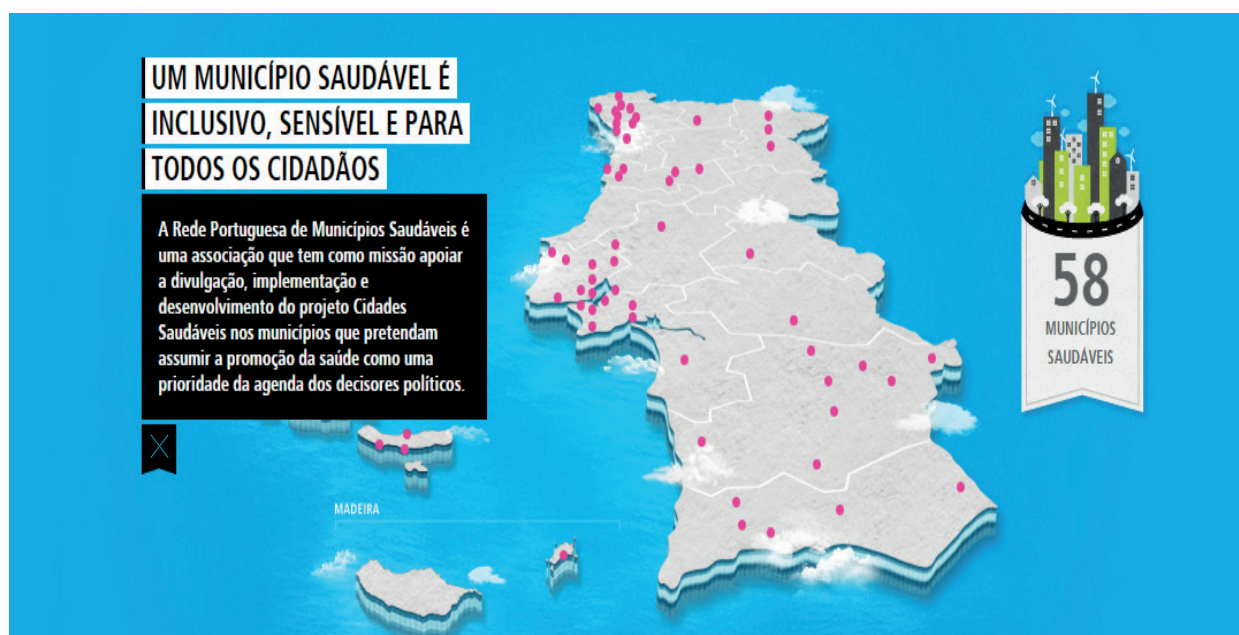 UM MUNICÍPIO SAUDÁVEL É
INCLUSIVO, SENSÍVEL E PARA
TODOS OS CIDADÃOS
A Rede Portuguesa de Municípios Saudáveis é
uma associação que tem como missão apoiar
a divulgação, implementação e
desenvolvimento do projeto Cidades
Saudáveis nos municípios que pretendam
assumir a promoção da saúde como uma
prioridade da agenda dos decisores políticos.
MADEIRA
58
MUNICÍPIOS
SAUDÁVEIS